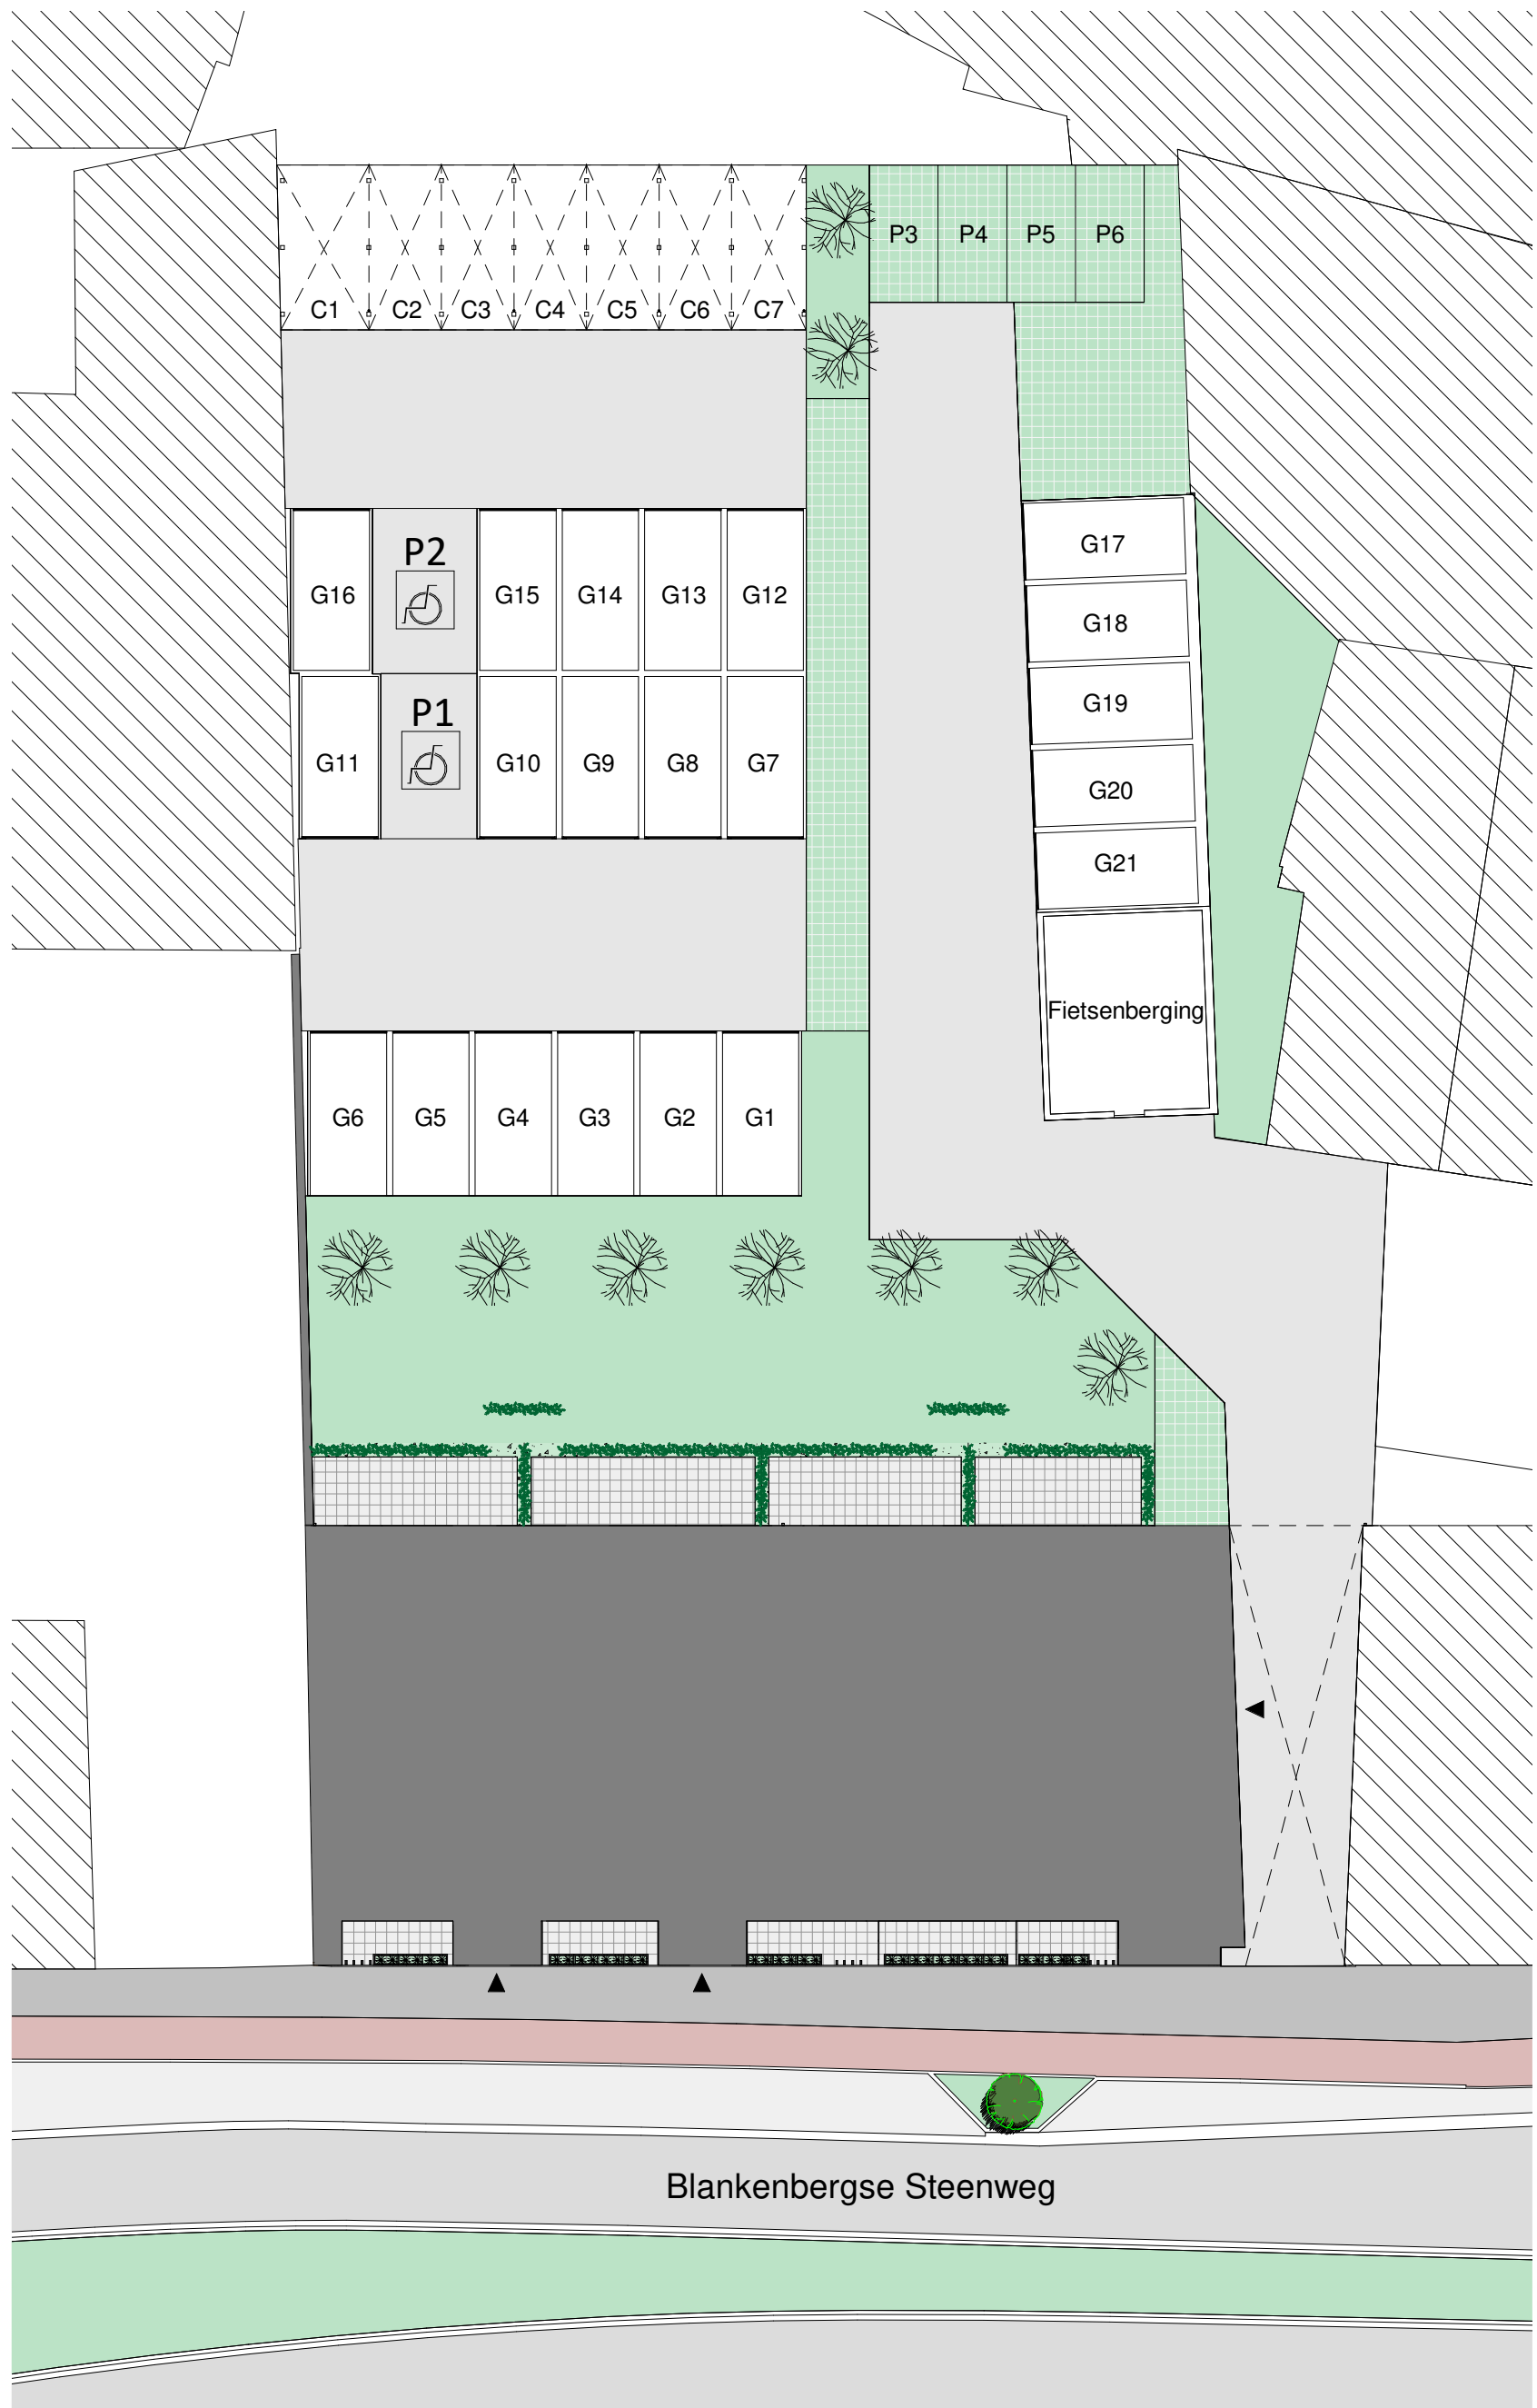 P3 P4 P5 P6
C1 C2 C3 C4 C5 C6 C7
P2
G16 G15 G14 G13 G12
G17
G18
G19
P1
G11 G10 G9 G8 G7
G20
G21
Fietsenberging
G6 G5 G4 G3 G2 G1
Blankenbergse Steenweg